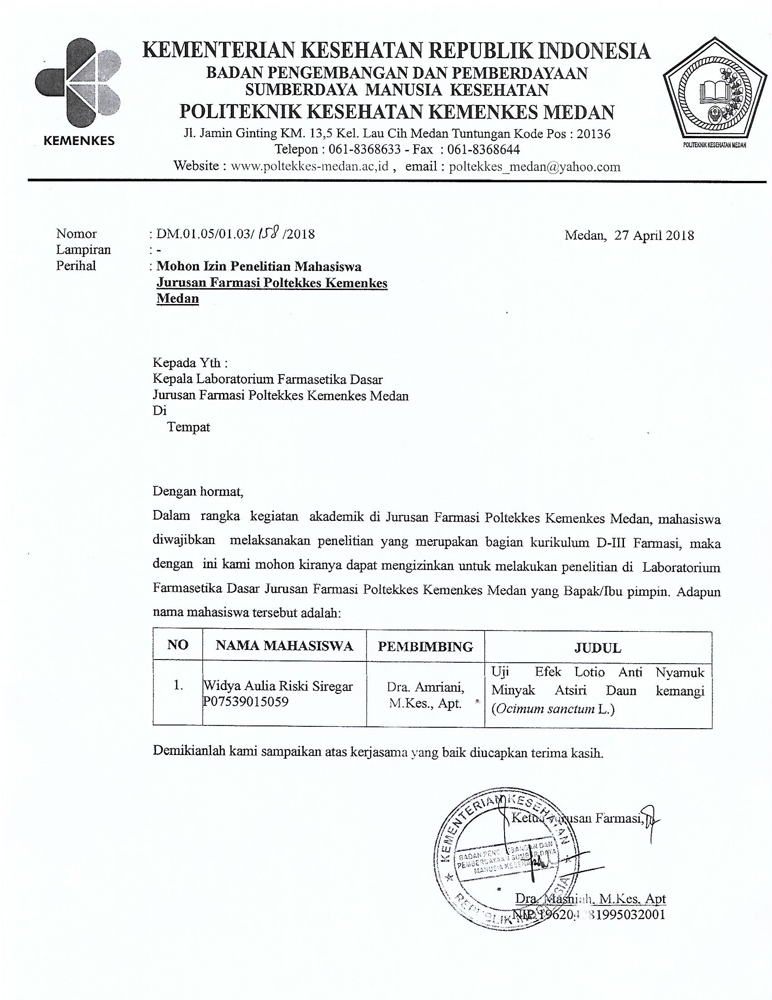 KEMENTERIAN KESEHATAN REPUBLIK INDONESIA
BADAN PENGEMBANGAN DAN PEMBERDAYAAN
SUMBERDAYA MANUSIA KESEHATAN
POLITEKNIK KESEHATAN KEMENKES MEDAN
Jl. Jamin Ginting KM. 13,5 Kel. Lau Cih Medan Tuntungan Kode Pos : 20136
Telepon : 061-8368633 - Fax : 061-8368644
Website : www.poltekkes-medan.ac,id , email : poltekkes_medan@yahoo.com
KEMENKES
POLITEKNIK KESEHATAN MEDAN
Nomor : DM.01.05/01.03/ 158 /2018 Medan, 27 April 2018
Lampiran : -
Perihal : Mohon Izin Penelitian Mahasiswa
Jurusan Farmasi Poltekkes Kemenkes
Medan
Kepada Yth :
Kepala Laboratorium Farmasetika Dasar
Jurusan Farmasi Poltekkes Kemenkes Medan
Di
Tempat
Dengan hormat,
Dalam rangka kegiatan akademik di Jurusan Farmasi Poltekkes Kemenkes Medan, mahasiswa
diwajibkan melaksanakan penelitian yang merupakan bagian kurikulum D-III Farmasi, maka
dengan ini kami mohon kiranya dapat mengizinkan untuk melakukan penelitian di Laboratorium
Farmasetika Dasar Jurusan Farmasi Poltekkes Kemenkes Medan yang Bapak/Ibu pimpin. Adapun
nama mahasiswa tersebut adalah:
NO NAMA MAHASISWA PEMBIMBING JUDUL
1.
Widya Aulia Riski Siregar
P07539015059
Dra. Amriani,
M.Kes., Apt.
Uji Efek Lotio Anti Nyamuk
Minyak Atsiri Daun kemangi
(Ocimum sanctum L.)
Demikianlah kami sampaikan atas kerjasama yang baik diucapkan terima kasih.
Ketua Jurusan Farmasi,
KEMENTERIAN KESEHATAN
BADAN PENGEMBANGAN DAN
PEMBERDAYAAN SUMBER DAYA
MANUSIA KESEHATAN
REPUBLIK INDONESIA
Dra. Masniah, M.Kes, Apt
NIP.